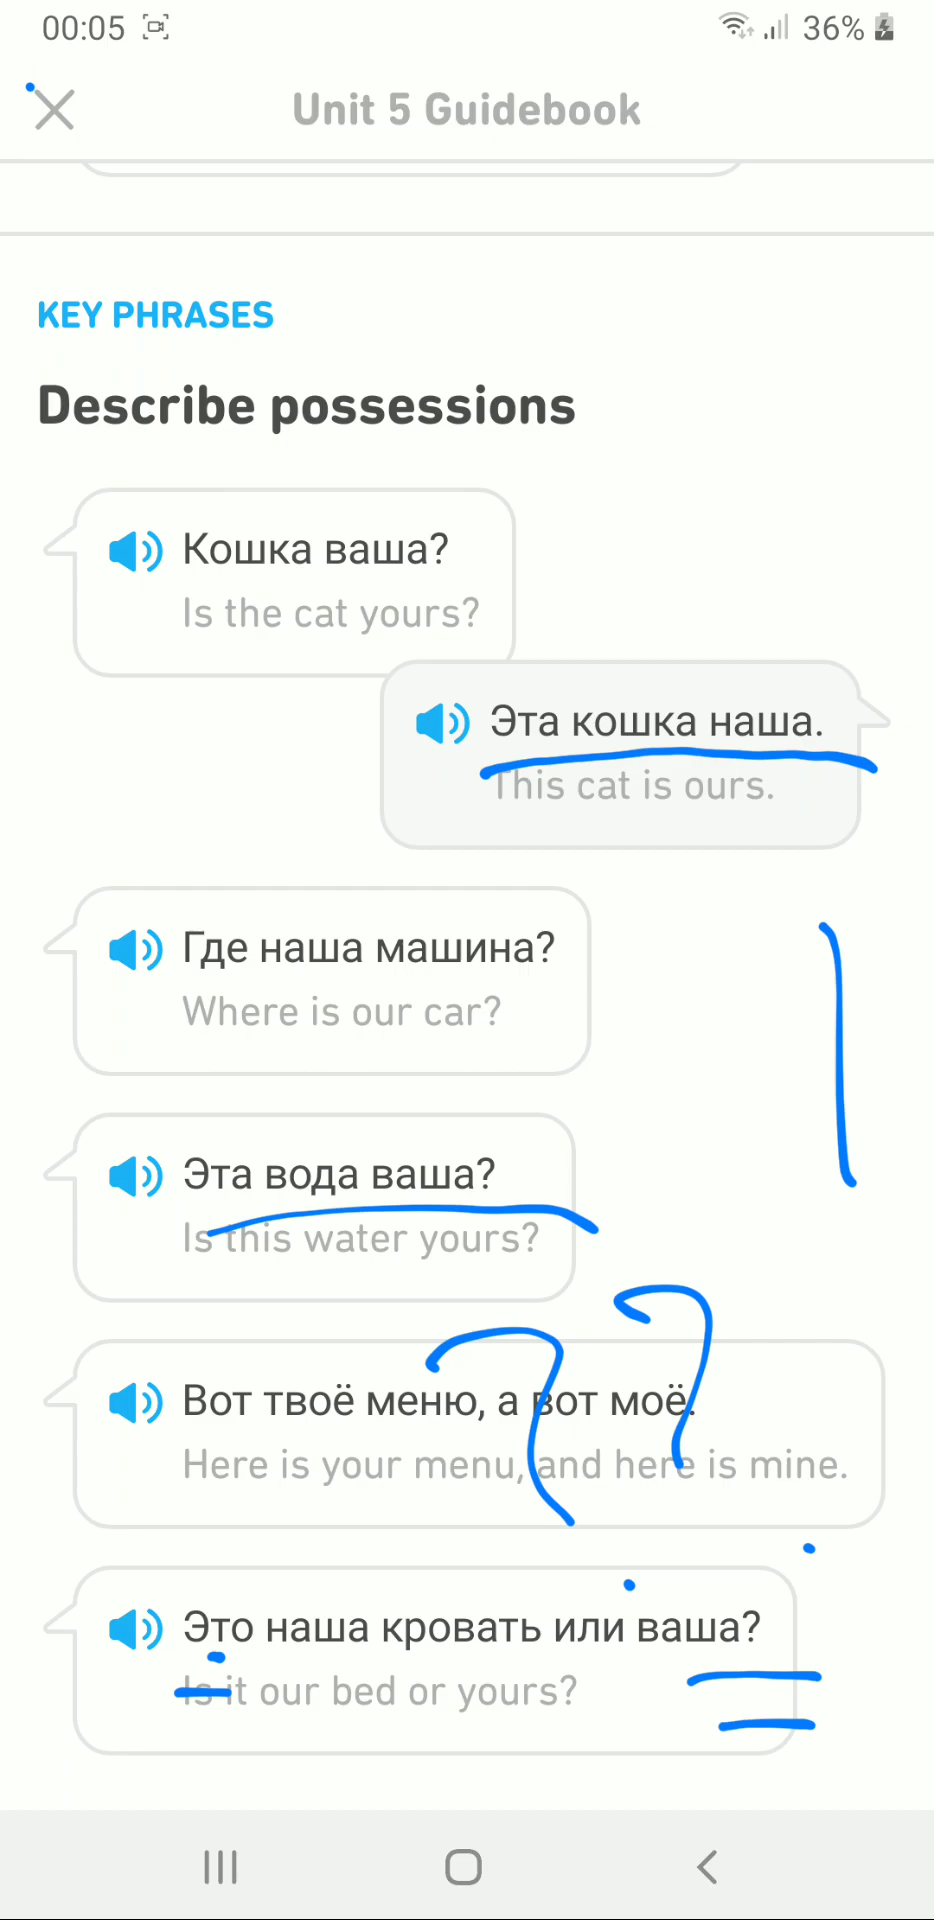 00:05
36%
Unit 5 Guidebook
KEY PHRASES
Describe possessions
Кошка ваша?
Is the cat yours?
Эта кошка наша.
This cat is ours.
Где наша машина?
Where is our car?
Эта вода ваша?
Is this water yours?
Вот твоё меню, а вот моё.
Here is your menu, and here is mine.
Это наша кровать или ваша?
Is it our bed or yours?